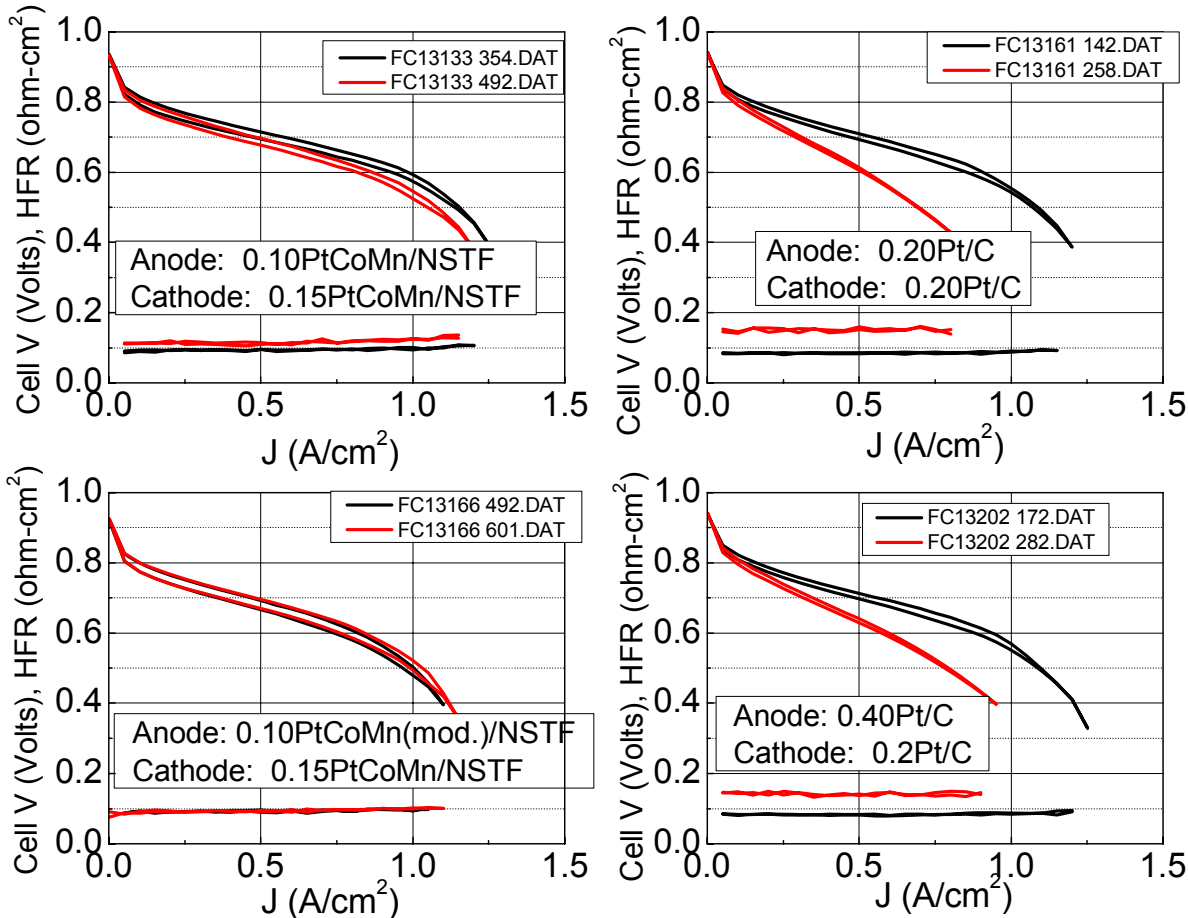 Cell V (Volts), HFR (ohm-cm²)
1.0
0.8
0.6
0.4
0.2
0.0
FC13133 354.DAT
FC13133 492.DAT
Anode: 0.10PtCoMn/NSTF
Cathode: 0.15PtCoMn/NSTF
0.0 0.5 1.0 1.5
J (A/cm²)
Cell V (Volts), HFR (ohm-cm²)
1.0
0.8
0.6
0.4
0.2
0.0
FC13161 142.DAT
FC13161 258.DAT
Anode: 0.20Pt/C
Cathode: 0.20Pt/C
0.0 0.5 1.0 1.5
J (A/cm²)
Cell V (Volts), HFR (ohm-cm²)
1.0
0.8
0.6
0.4
0.2
0.0
FC13166 492.DAT
FC13166 601.DAT
Anode: 0.10PtCoMn(mod.)/NSTF
Cathode: 0.15PtCoMn/NSTF
0.0 0.5 1.0 1.5
J (A/cm²)
Cell V (Volts), HFR (ohm-cm²)
1.0
0.8
0.6
0.4
0.2
0.0
FC13202 172.DAT
FC13202 282.DAT
Anode: 0.40Pt/C
Cathode: 0.2Pt/C
0.0 0.5 1.0 1.5
J (A/cm²)